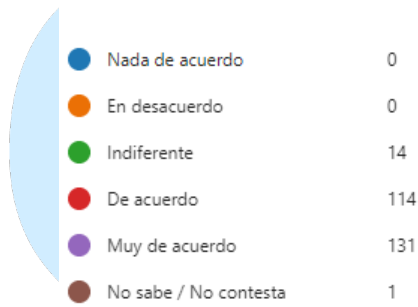 Nada de acuerdo 0
En desacuerdo 0
Indiferente 14
De acuerdo 114
Muy de acuerdo 131
No sabe / No contesta 1